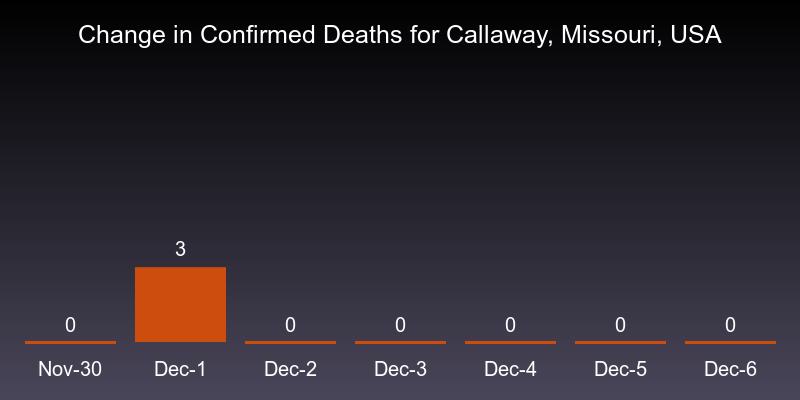 Change in Confirmed Deaths for Callaway, Missouri, USA
3
0 0 0 0 0 0
Nov-30 Dec-1 Dec-2 Dec-3 Dec-4 Dec-5 Dec-6